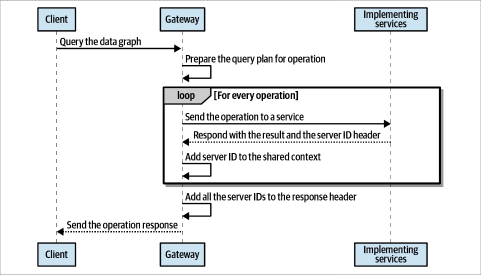 Client
Gateway
Implementing
services
Query the data graph
Prepare the query plan for operation
loop
[For every operation]
Send the operation to a service
Respond with the result and the server ID header
Add server ID to the shared context
Add all the server IDs to the response header
Send the operation response
Client
Gateway
Implementing
services